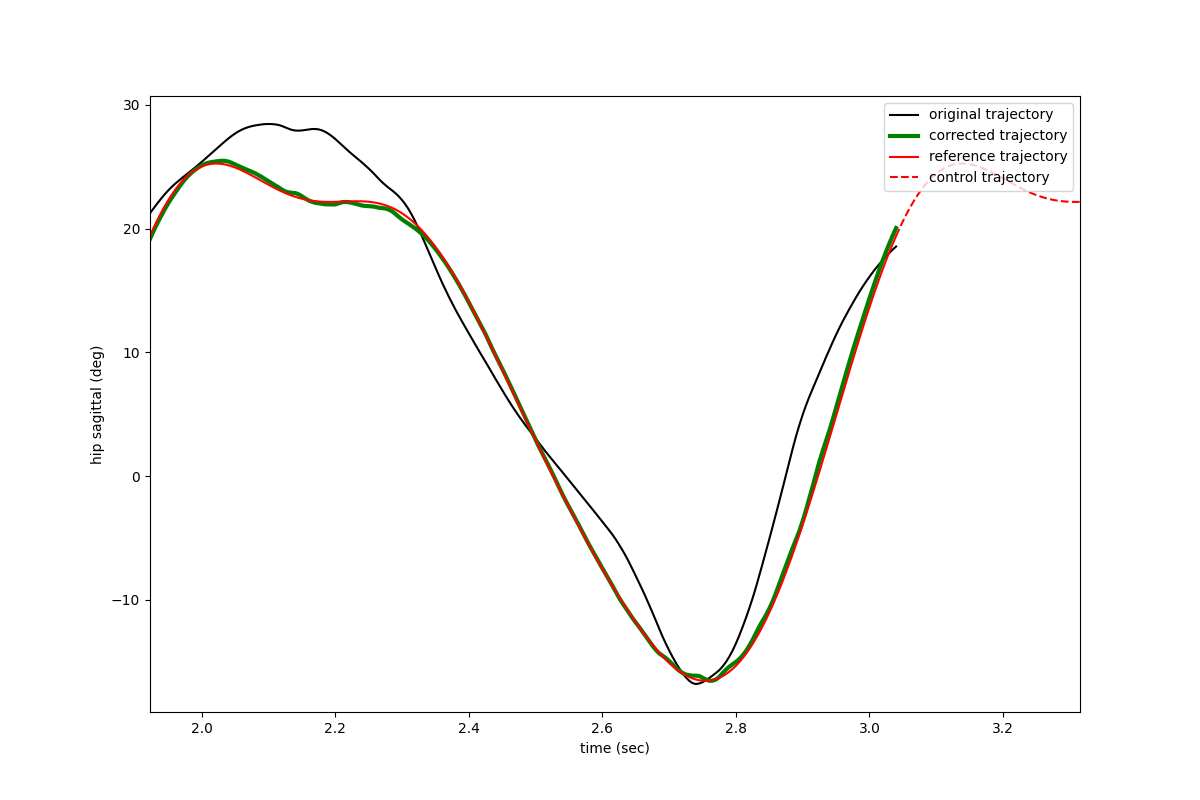 original trajectory
corrected trajectory
reference trajectory
control trajectory
30
20
10
0
−10
hip sagittal (deg)
2.0 2.2 2.4 2.6 2.8 3.0 3.2
time (sec)